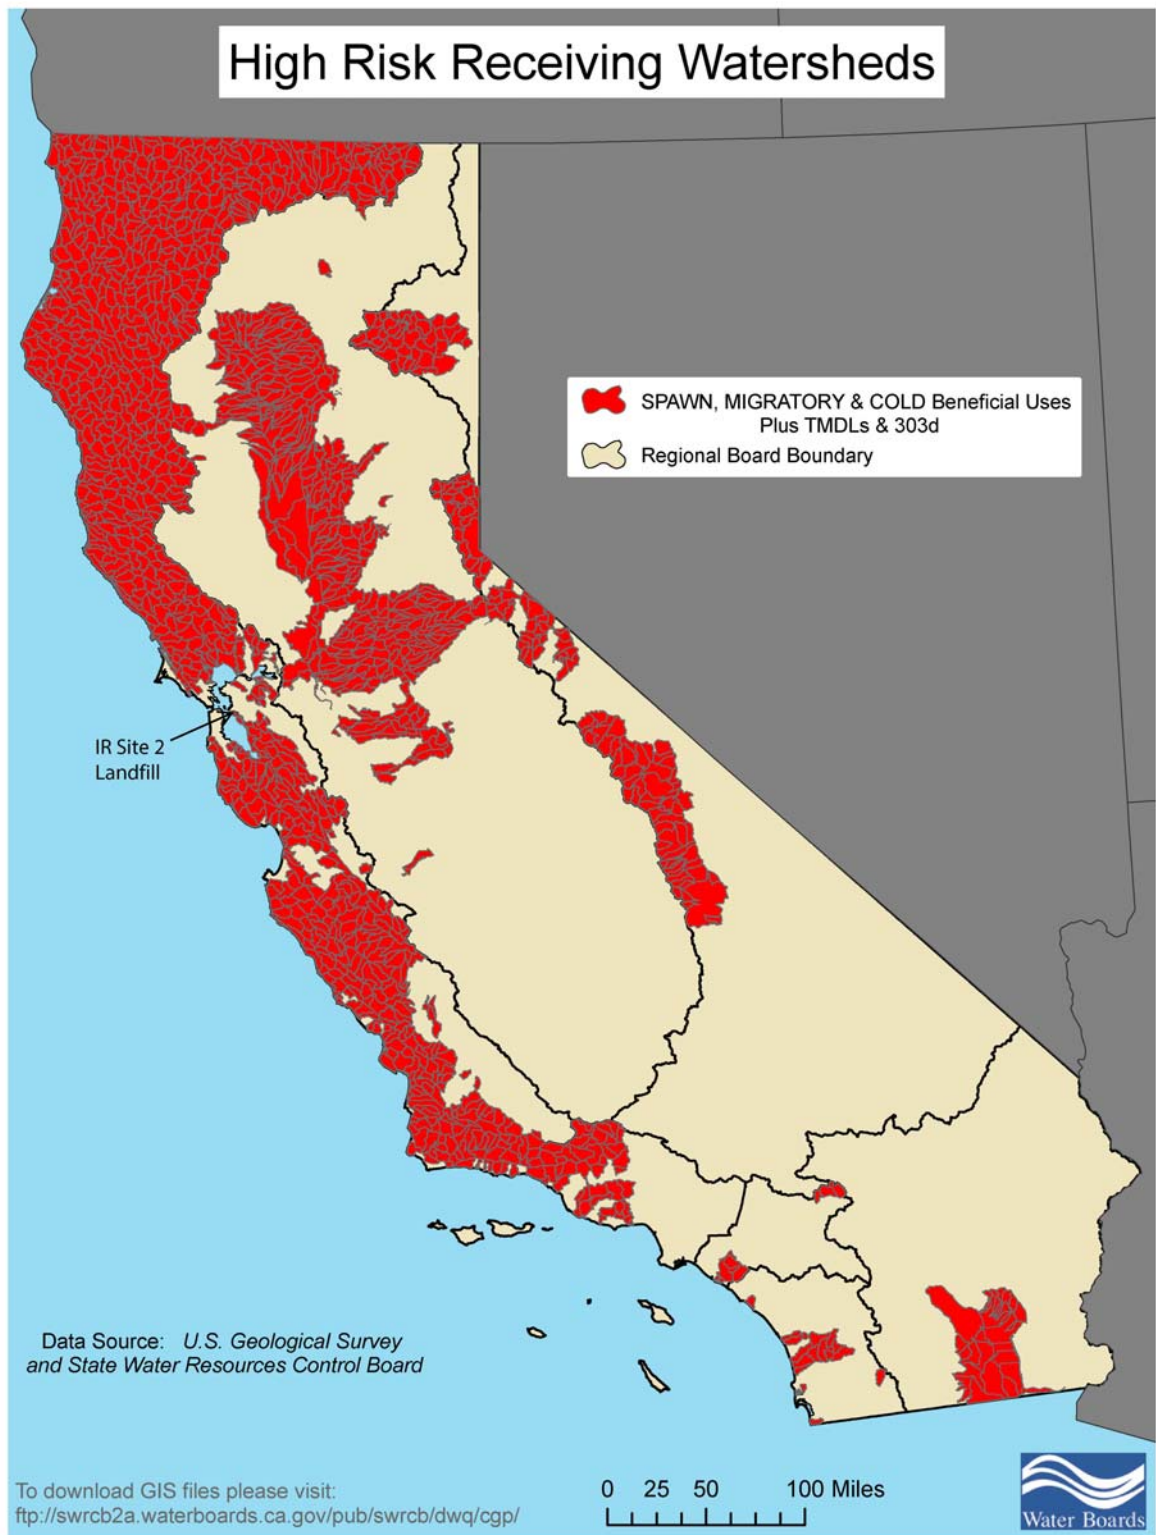 High Risk Receiving Watersheds
SPAWN, MIGRATORY & COLD Beneficial Uses
Plus TMDLs & 303d
Regional Board Boundary
IR Site 2
Landfill
Data Source: U.S. Geological Survey
and State Water Resources Control Board
To download GIS files please visit:
ftp://swrcb2a.waterboards.ca.gov/pub/swrcb/dwq/cgp/
0 25 50 100 Miles
Water Boards